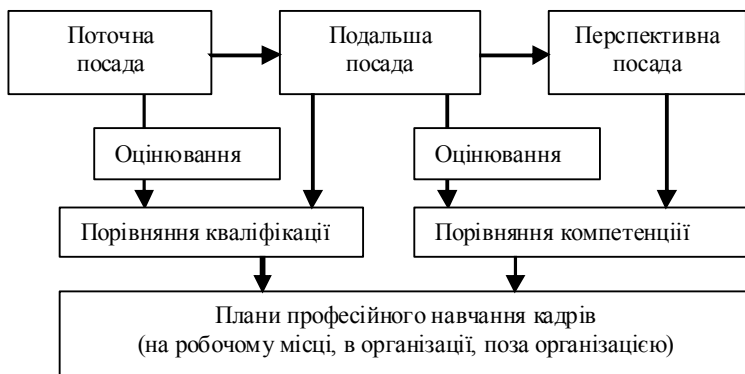 Поточна
посада
Подальша
посада
Перспективна
посада
Оцінювання
Оцінювання
Порівняння кваліфікації
Порівняння компетенціїї
Плани професійного навчання кадрів
(на робочому місці, в організації, поза організацією)